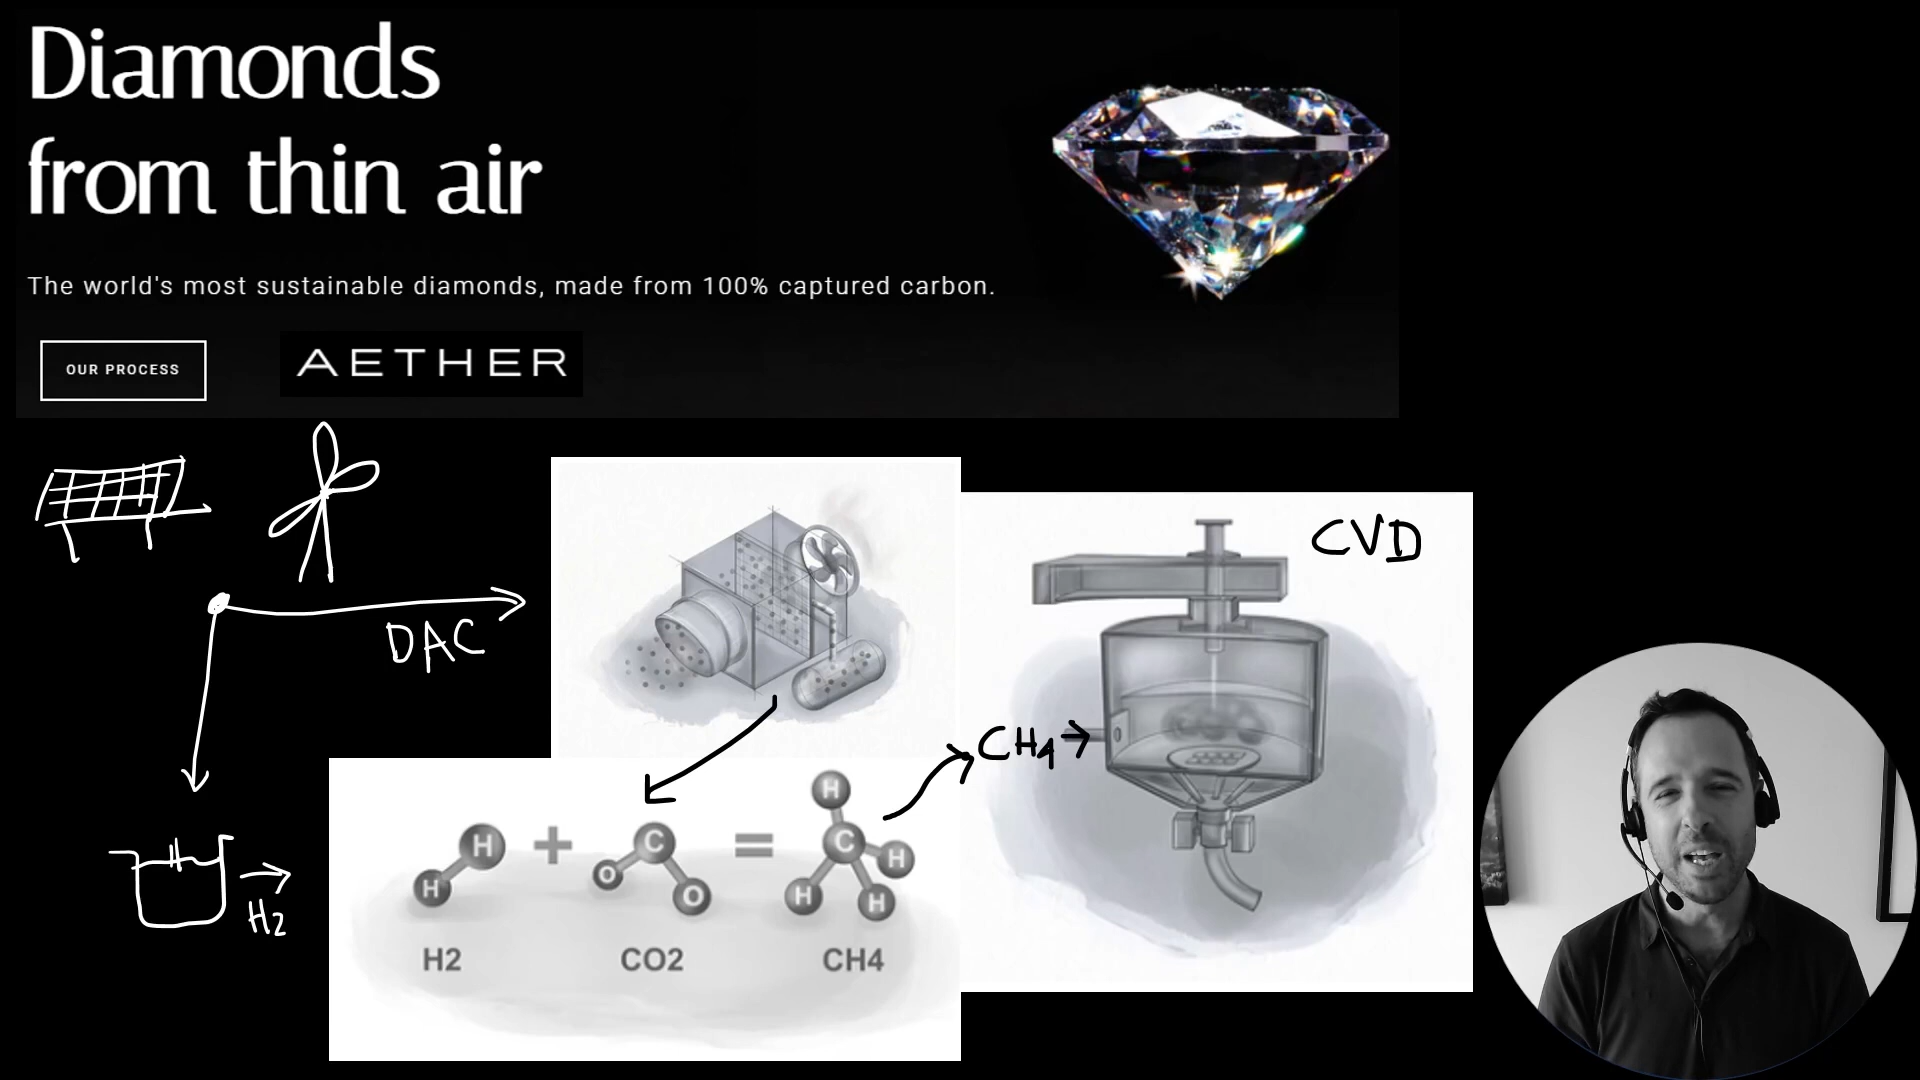 Diamonds
from thin air
The world's most sustainable diamonds, made from 100% captured carbon.
OUR PROCESS
AETHER
DAC
H2
CVD
CH4
H
H
+
C
O
O
=
H
C
H
H
H
H2
CO2
CH4